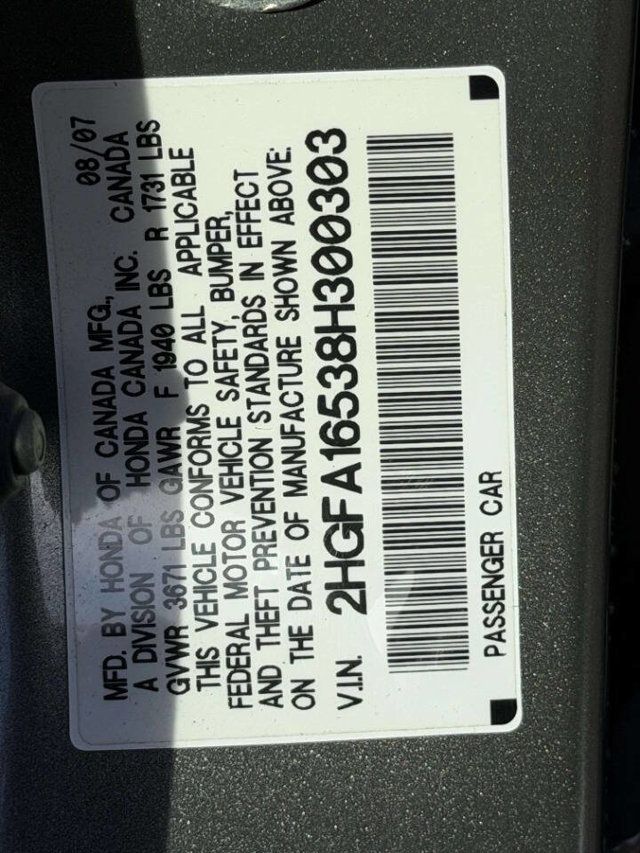 MFD. BY HONDA OF CANADA MFG., 08/07
A DIVISION OF HONDA CANADA INC. CANADA
GVWR 3671 LBS GAWR F 1940 LBS R 1731 LBS
THIS VEHICLE CONFORMS TO ALL APPLICABLE
FEDERAL MOTOR VEHICLE SAFETY, BUMPER,
AND THEFT PREVENTION STANDARDS IN EFFECT
ON THE DATE OF MANUFACTURE SHOWN ABOVE.
V.I.N. 2HGFA16538H300303
PASSENGER CAR